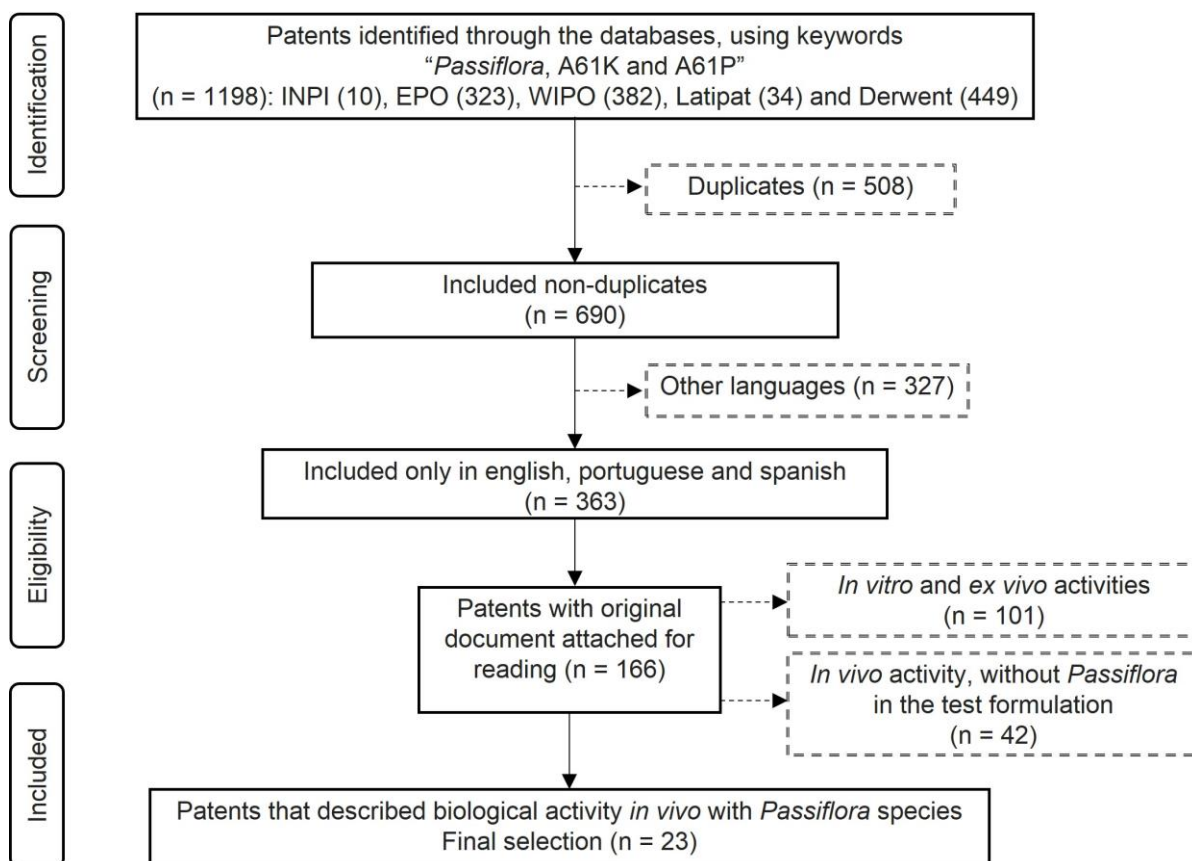 Identification
Patents identified through the databases, using keywords
“Passiflora, A61K and A61P”
(n = 1198): INPI (10), EPO (323), WIPO (382), Latipat (34) and Derwent (449)
Duplicates (n = 508)
Screening
Included non-duplicates
(n = 690)
Other languages (n = 327)
Eligibility
Included only in english, portuguese and spanish
(n = 363)
Patents with original
document attached for
reading (n = 166)
In vitro and ex vivo activities
(n = 101)
In vivo activity, without Passiflora
in the test formulation
(n = 42)
Included
Patents that described biological activity in vivo with Passiflora species
Final selection (n = 23)